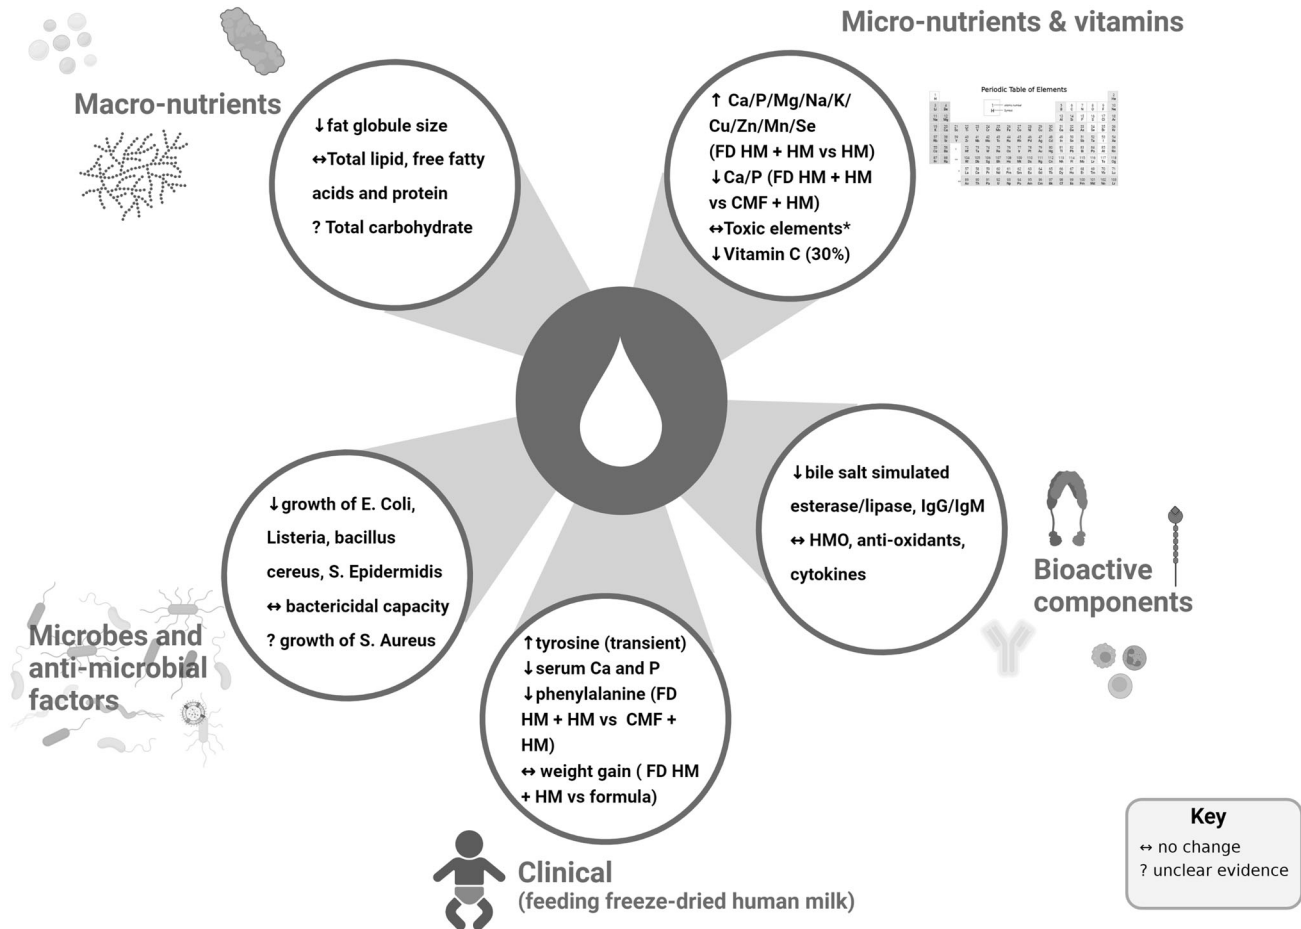 Micro-nutrients & vitamins
Macro-nutrients
↓fat globule size
↔Total lipid, free fatty
acids and protein
? Total carbohydrate
↑ Ca/P/Mg/Na/K/
Cu/Zn/Mn/Se
(FD HM + HM vs HM)
↓Ca/P (FD HM + HM
vs CMF + HM)
↔Toxic elements*
↓Vitamin C (30%)
Periodic Table of Elements
↓growth of E. Coli,
Listeria, bacillus
cereus, S. Epidermidis
↔ bactericidal capacity
? growth of S. Aureus
Microbes and
anti-microbial
factors
↓bile salt simulated
esterase/lipase, IgG/IgM
↔ HMO, anti-oxidants,
cytokines
Bioactive
components
↑tyrosine (transient)
↓serum Ca and P
↓phenylalanine (FD
HM + HM vs CMF +
HM)
↔ weight gain ( FD HM
+ HM vs formula)
Clinical
(feeding freeze-dried human milk)
Key
↔ no change
? unclear evidence